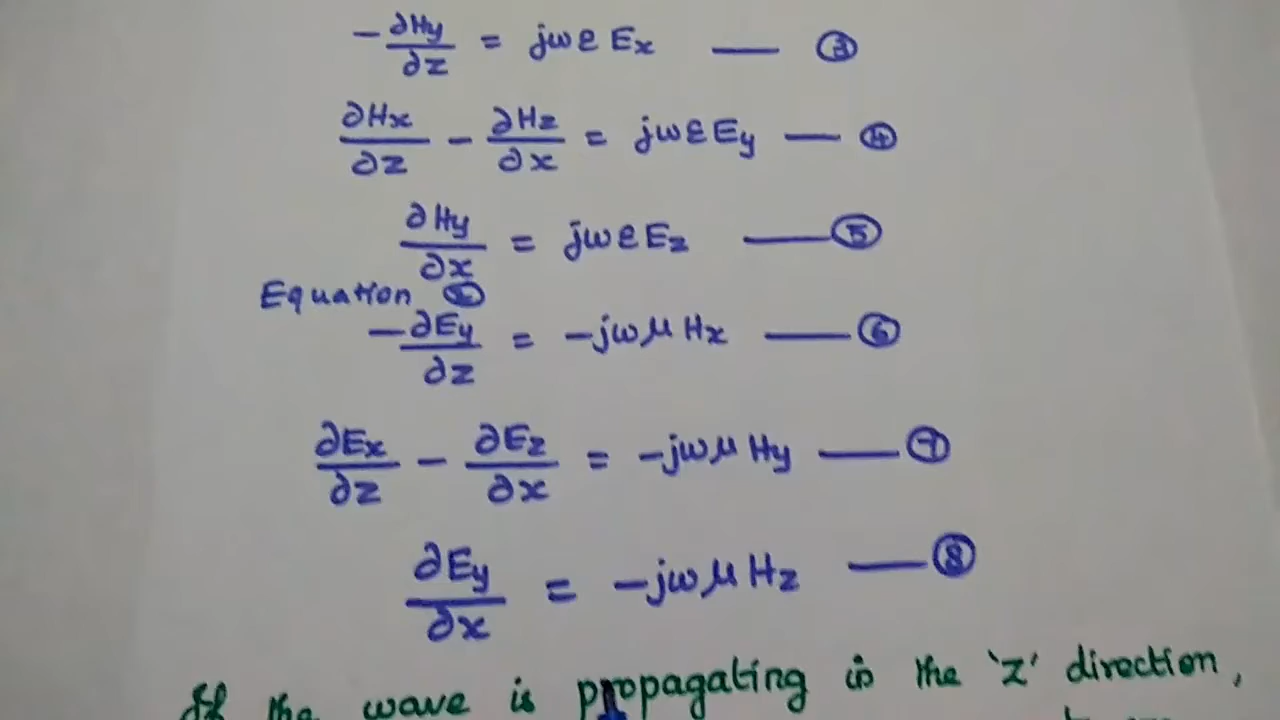 -∂Hy/∂z = jωε Ex — ③
∂Hx/∂z - ∂Hz/∂x = jωε Ey — ④
∂Hy/∂x = jωε Ez — ⑤
Equation
-∂Ey/∂z = -jωμ Hx — ⑥
∂Ex/∂z - ∂Ez/∂x = -jωμ Hy — ⑦
∂Ey/∂x = -jωμ Hz — ⑧
If the wave is propagating in the 'z' direction,